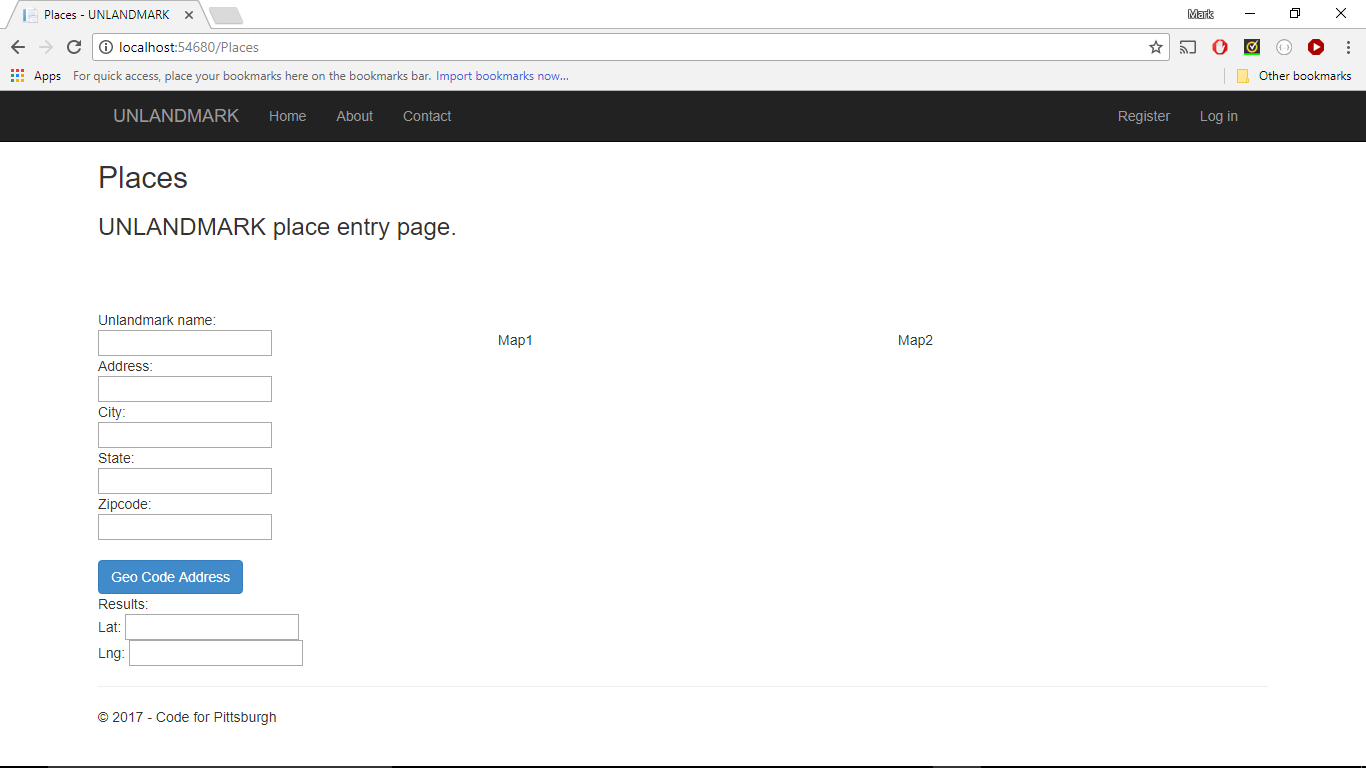 Places - UNLANDMARK
Mark
localhost:54680/Places
Apps For quick access, place your bookmarks here on the bookmarks bar. Import bookmarks now... Other bookmarks
UNLANDMARK Home About Contact Register Log in
Places
UNLANDMARK place entry page.
Unlandmark name:
Map1 Map2
Address:
City:
State:
Zipcode:
Geo Code Address
Results:
Lat:
Lng:
© 2017 - Code for Pittsburgh